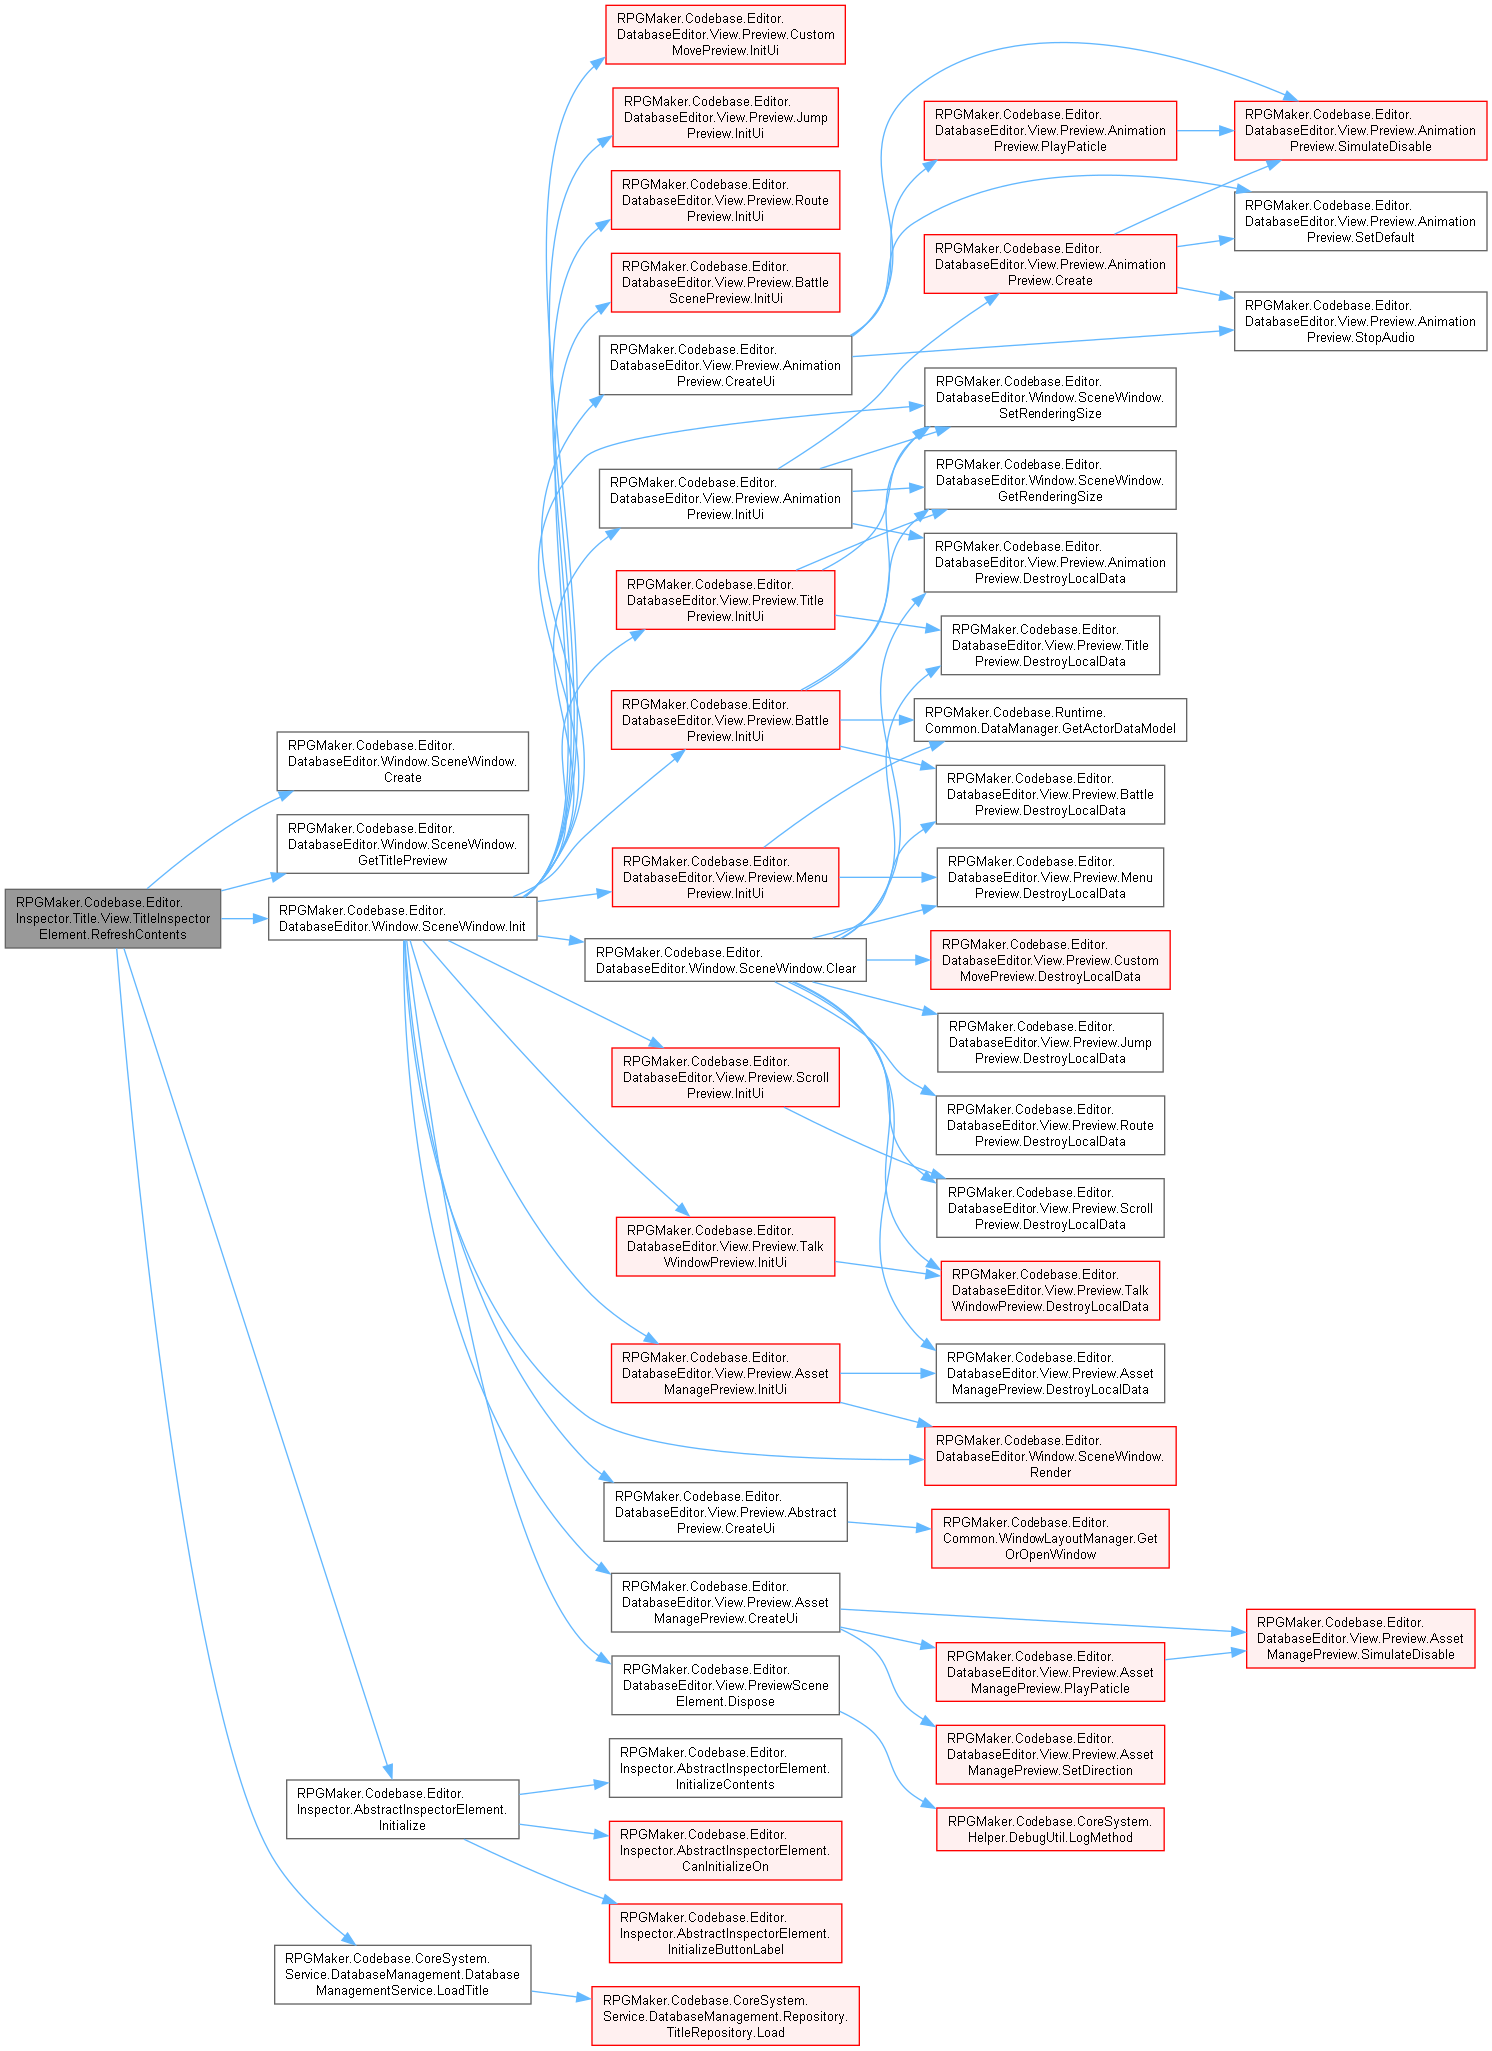 RPGMaker.Codebase.Editor.
Inspector.Title.View.TitleInspector
Element.RefreshContents
RPGMaker.Codebase.Editor.
DatabaseEditor.Window.SceneWindow.
Create
RPGMaker.Codebase.Editor.
DatabaseEditor.Window.SceneWindow.
GetTitlePreview
RPGMaker.Codebase.Editor.
DatabaseEditor.Window.SceneWindow.Init
RPGMaker.Codebase.Editor.
Inspector.AbstractInspectorElement.
Initialize
RPGMaker.Codebase.CoreSystem.
Service.DatabaseManagement.Database
ManagementService.LoadTitle
RPGMaker.Codebase.Editor.
DatabaseEditor.View.Preview.Custom
MovePreview.InitUi
RPGMaker.Codebase.Editor.
DatabaseEditor.View.Preview.Jump
Preview.InitUi
RPGMaker.Codebase.Editor.
DatabaseEditor.View.Preview.Route
Preview.InitUi
RPGMaker.Codebase.Editor.
DatabaseEditor.View.Preview.Battle
ScenePreview.InitUi
RPGMaker.Codebase.Editor.
DatabaseEditor.View.Preview.Animation
Preview.CreateUi
RPGMaker.Codebase.Editor.
DatabaseEditor.View.Preview.Animation
Preview.InitUi
RPGMaker.Codebase.Editor.
DatabaseEditor.View.Preview.Title
Preview.InitUi
RPGMaker.Codebase.Editor.
DatabaseEditor.View.Preview.Battle
Preview.InitUi
RPGMaker.Codebase.Editor.
DatabaseEditor.View.Preview.Menu
Preview.InitUi
RPGMaker.Codebase.Editor.
DatabaseEditor.Window.SceneWindow.Clear
RPGMaker.Codebase.Editor.
DatabaseEditor.View.Preview.Scroll
Preview.InitUi
RPGMaker.Codebase.Editor.
DatabaseEditor.View.Preview.Talk
WindowPreview.InitUi
RPGMaker.Codebase.Editor.
DatabaseEditor.View.Preview.Asset
ManagePreview.InitUi
RPGMaker.Codebase.Editor.
DatabaseEditor.View.Preview.Abstract
Preview.CreateUi
RPGMaker.Codebase.Editor.
DatabaseEditor.View.Preview.Asset
ManagePreview.CreateUi
RPGMaker.Codebase.Editor.
DatabaseEditor.View.PreviewScene
Element.Dispose
RPGMaker.Codebase.Editor.
Inspector.AbstractInspectorElement.
InitializeContents
RPGMaker.Codebase.Editor.
Inspector.AbstractInspectorElement.
CanInitializeOn
RPGMaker.Codebase.Editor.
Inspector.AbstractInspectorElement.
InitializeButtonLabel
RPGMaker.Codebase.CoreSystem.
Service.DatabaseManagement.Repository.
TitleRepository.Load
RPGMaker.Codebase.Editor.
DatabaseEditor.View.Preview.Animation
Preview.PlayPaticle
RPGMaker.Codebase.Editor.
DatabaseEditor.View.Preview.Animation
Preview.Create
RPGMaker.Codebase.Editor.
DatabaseEditor.Window.SceneWindow.
SetRenderingSize
RPGMaker.Codebase.Editor.
DatabaseEditor.Window.SceneWindow.
GetRenderingSize
RPGMaker.Codebase.Editor.
DatabaseEditor.View.Preview.Animation
Preview.DestroyLocalData
RPGMaker.Codebase.Editor.
DatabaseEditor.View.Preview.Title
Preview.DestroyLocalData
RPGMaker.Codebase.Runtime.
Common.DataManager.GetActorDataModel
RPGMaker.Codebase.Editor.
DatabaseEditor.View.Preview.Battle
Preview.DestroyLocalData
RPGMaker.Codebase.Editor.
DatabaseEditor.View.Preview.Menu
Preview.DestroyLocalData
RPGMaker.Codebase.Editor.
DatabaseEditor.View.Preview.Custom
MovePreview.DestroyLocalData
RPGMaker.Codebase.Editor.
DatabaseEditor.View.Preview.Jump
Preview.DestroyLocalData
RPGMaker.Codebase.Editor.
DatabaseEditor.View.Preview.Route
Preview.DestroyLocalData
RPGMaker.Codebase.Editor.
DatabaseEditor.View.Preview.Scroll
Preview.DestroyLocalData
RPGMaker.Codebase.Editor.
DatabaseEditor.View.Preview.Talk
WindowPreview.DestroyLocalData
RPGMaker.Codebase.Editor.
DatabaseEditor.View.Preview.Asset
ManagePreview.DestroyLocalData
RPGMaker.Codebase.Editor.
DatabaseEditor.Window.SceneWindow.
Render
RPGMaker.Codebase.Editor.
Common.WindowLayoutManager.Get
OrOpenWindow
RPGMaker.Codebase.Editor.
DatabaseEditor.View.Preview.Asset
ManagePreview.PlayPaticle
RPGMaker.Codebase.Editor.
DatabaseEditor.View.Preview.Asset
ManagePreview.SetDirection
RPGMaker.Codebase.CoreSystem.
Helper.DebugUtil.LogMethod
RPGMaker.Codebase.Editor.
DatabaseEditor.View.Preview.Animation
Preview.SimulateDisable
RPGMaker.Codebase.Editor.
DatabaseEditor.View.Preview.Animation
Preview.SetDefault
RPGMaker.Codebase.Editor.
DatabaseEditor.View.Preview.Animation
Preview.StopAudio
RPGMaker.Codebase.Editor.
DatabaseEditor.View.Preview.Asset
ManagePreview.SimulateDisable